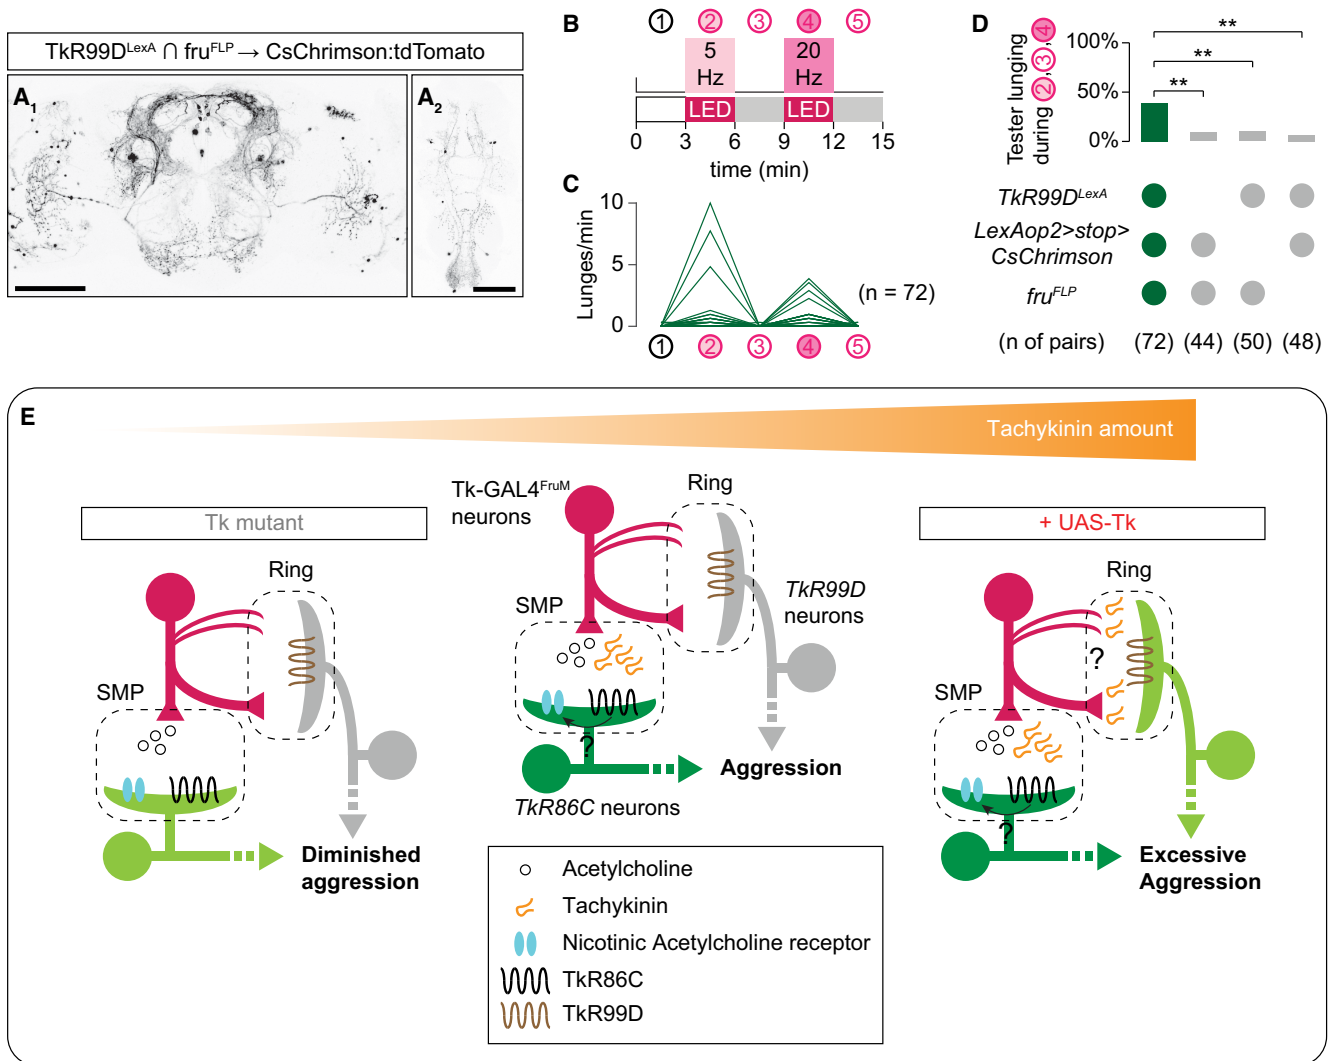 TkR99D^LexA ∩ fru^FLP → CsChrimson:tdTomato
A1
A2
B
1 2 3 4 5
5 Hz
20 Hz
LED
LED
0 3 6 9 12 15
time (min)
C
Lunges/min
10
5
0
(n = 72)
1 2 3 4 5
D
Tester lunging
during 2,3,4
100%
50%
0%
**
**
**
TkR99D^LexA
LexAop2>stop>
CsChrimson
fru^FLP
(n of pairs) (72) (44) (50) (48)
E
Tachykinin amount
Tk mutant
Ring
SMP
Diminished
aggression
Tk-GAL4^FruM
neurons
Ring
SMP
TkR99D
neurons
?
Aggression
TkR86C neurons
+ UAS-Tk
Ring
?
SMP
?
Excessive
Aggression
Acetylcholine
Tachykinin
Nicotinic Acetylcholine receptor
TkR86C
TkR99D